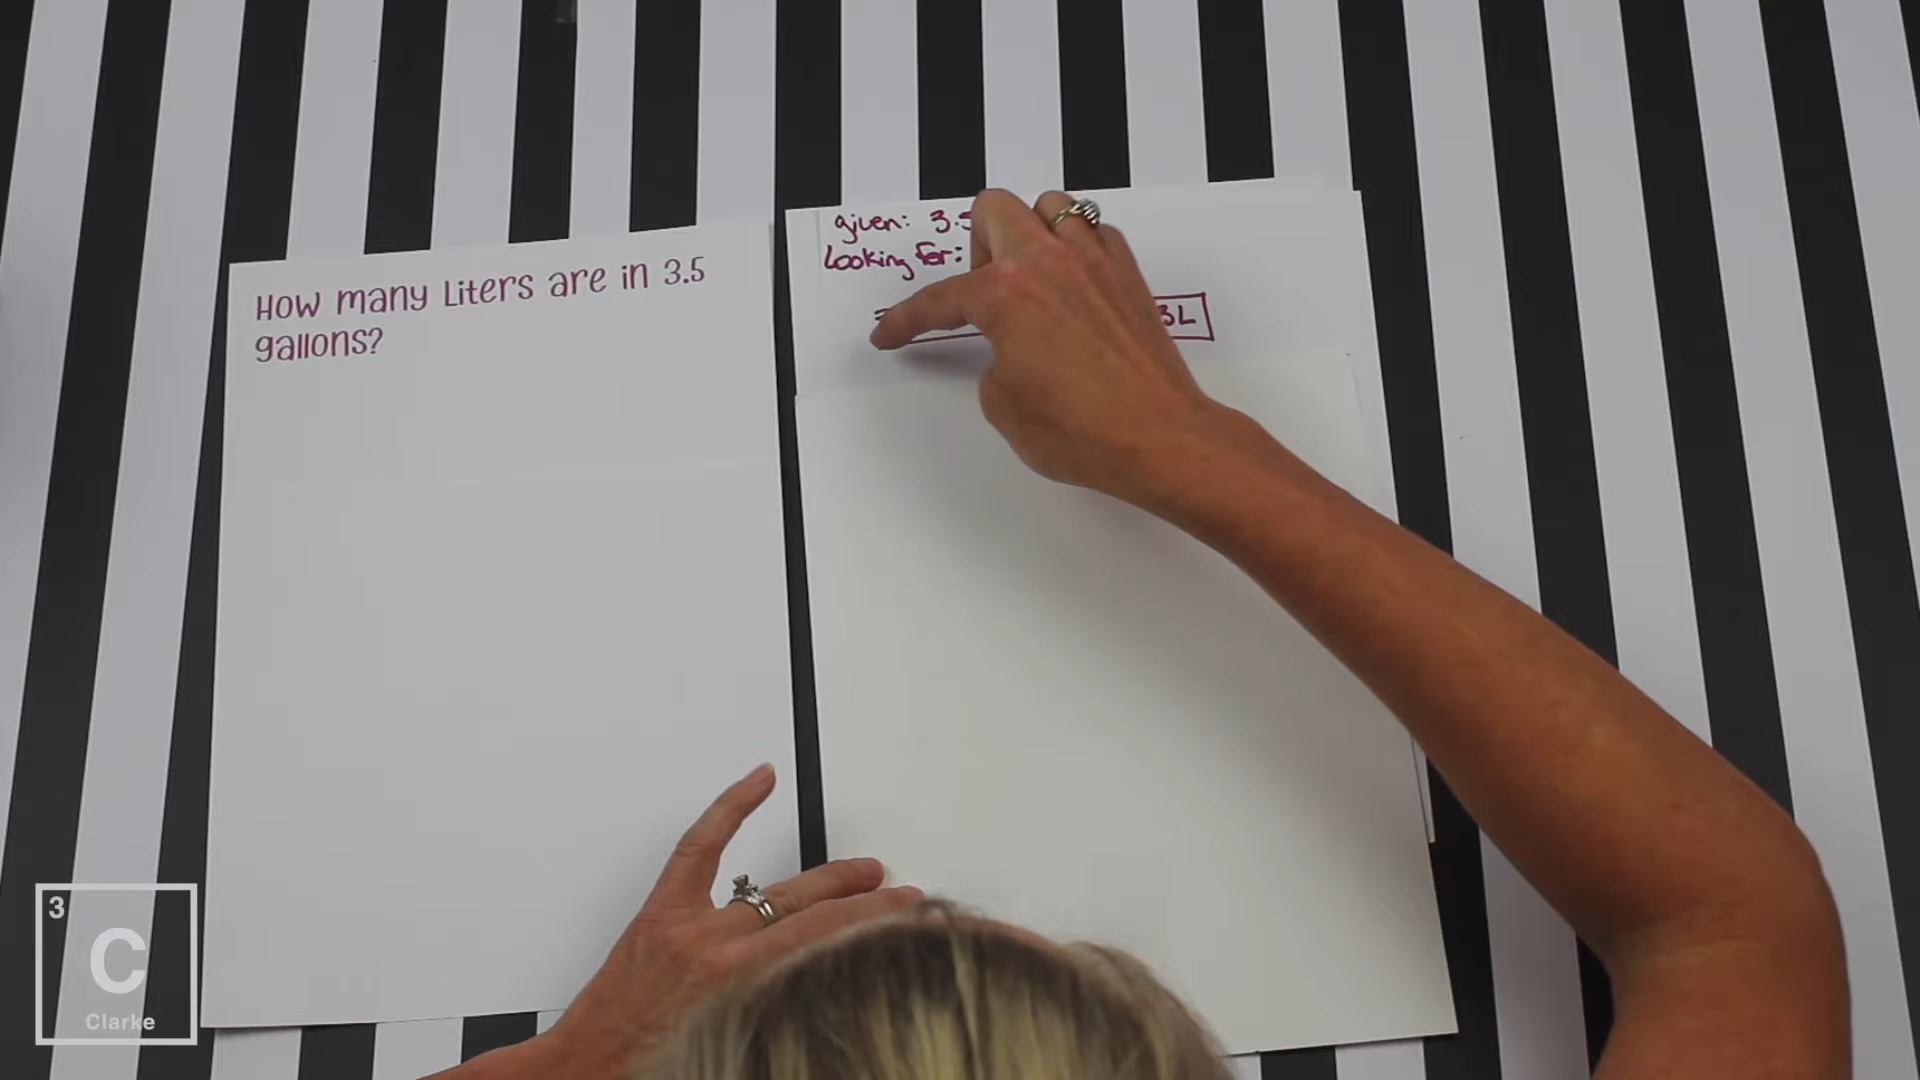 How many Liters are in 3.5
gallons?
given: 3.5
Looking for:
3L
3
C
Clarke